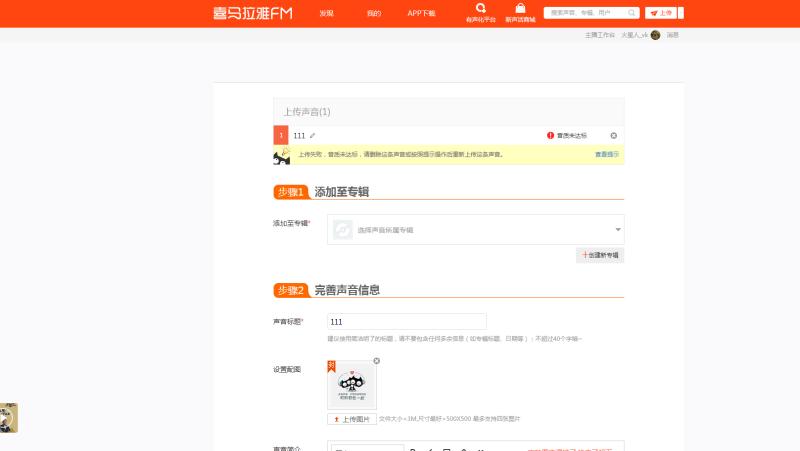 喜马拉雅FM 发现 我的 APP下载 有声化平台 新声活商城 搜索声音、专辑、用户 上传
主播工作台 火星人_vk 消息
上传声音(1)
1 111 音质未达标
上传失败,音质未达标,请删除这条声音或按照提示操作后重新上传这条声音。 查看提示
步骤1 添加至专辑
添加至专辑* 选择声音所属专辑
+创建新专辑
步骤2 完善声音信息
声音标题* 111
建议使用简洁明了的标题,请不要包含任何多余信息(如专辑标题、日期等);不超过40个字哦~
设置配图
上传图片 文件大小<3M,尺寸最好>500X500 最多支持四张图片
声音简介